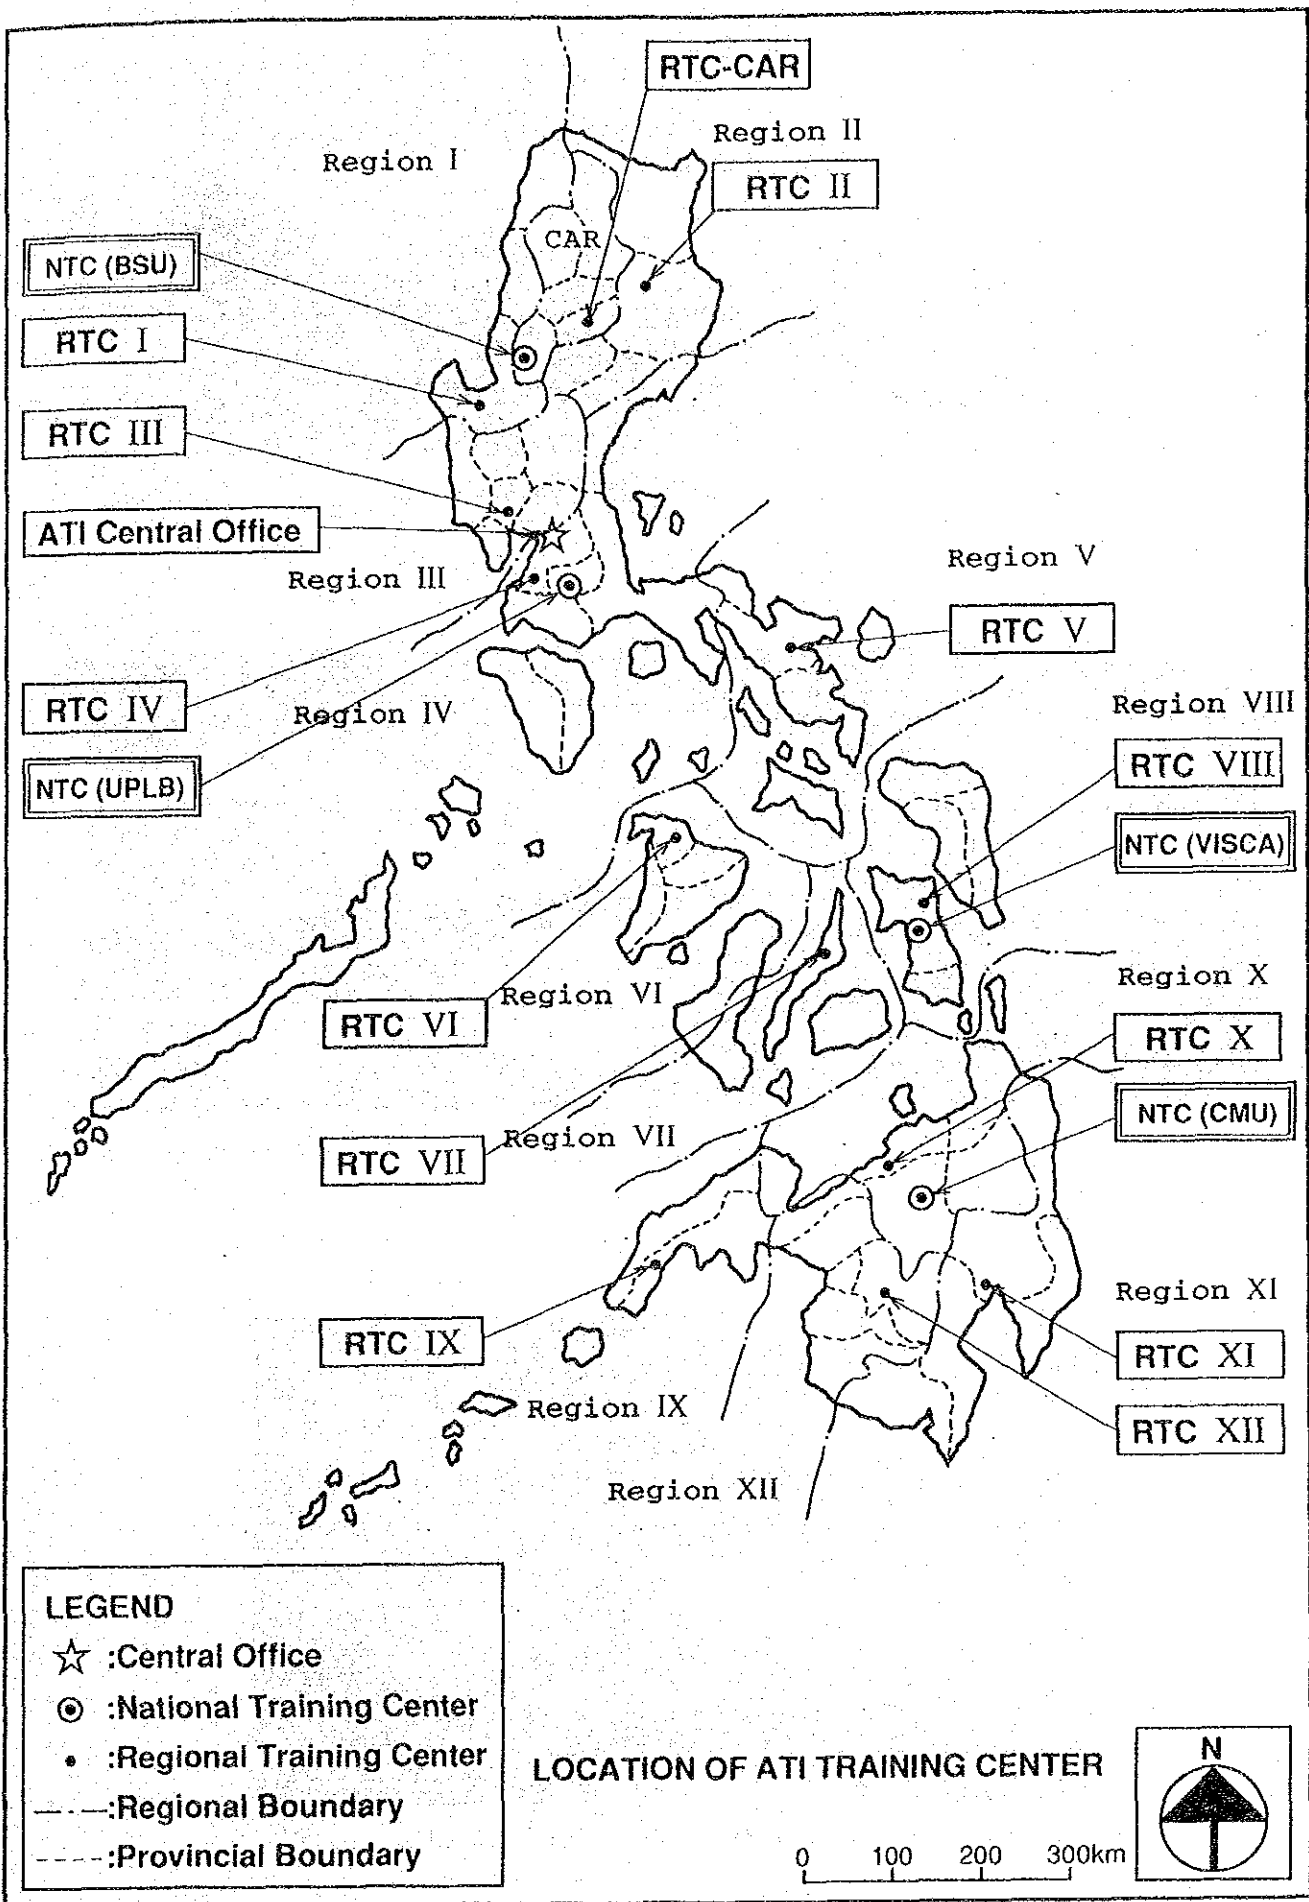 RTC-CAR
Region II
Region I
RTC II
CAR
NTC (BSU)
RTC I
RTC III
ATI Central Office
Region III
Region V
RTC V
RTC IV
Region IV
Region VIII
RTC VIII
NTC (UPLB)
NTC (VISCA)
Region X
Region VI
RTC VI
RTC X
NTC (CMU)
Region VII
RTC VII
Region XI
RTC IX
RTC XI
Region IX
RTC XII
Region XII
LEGEND
☆ :Central Office
◉ :National Training Center
• :Regional Training Center
—·—:Regional Boundary
----:Provincial Boundary
LOCATION OF ATI TRAINING CENTER
N
0 100 200 300km